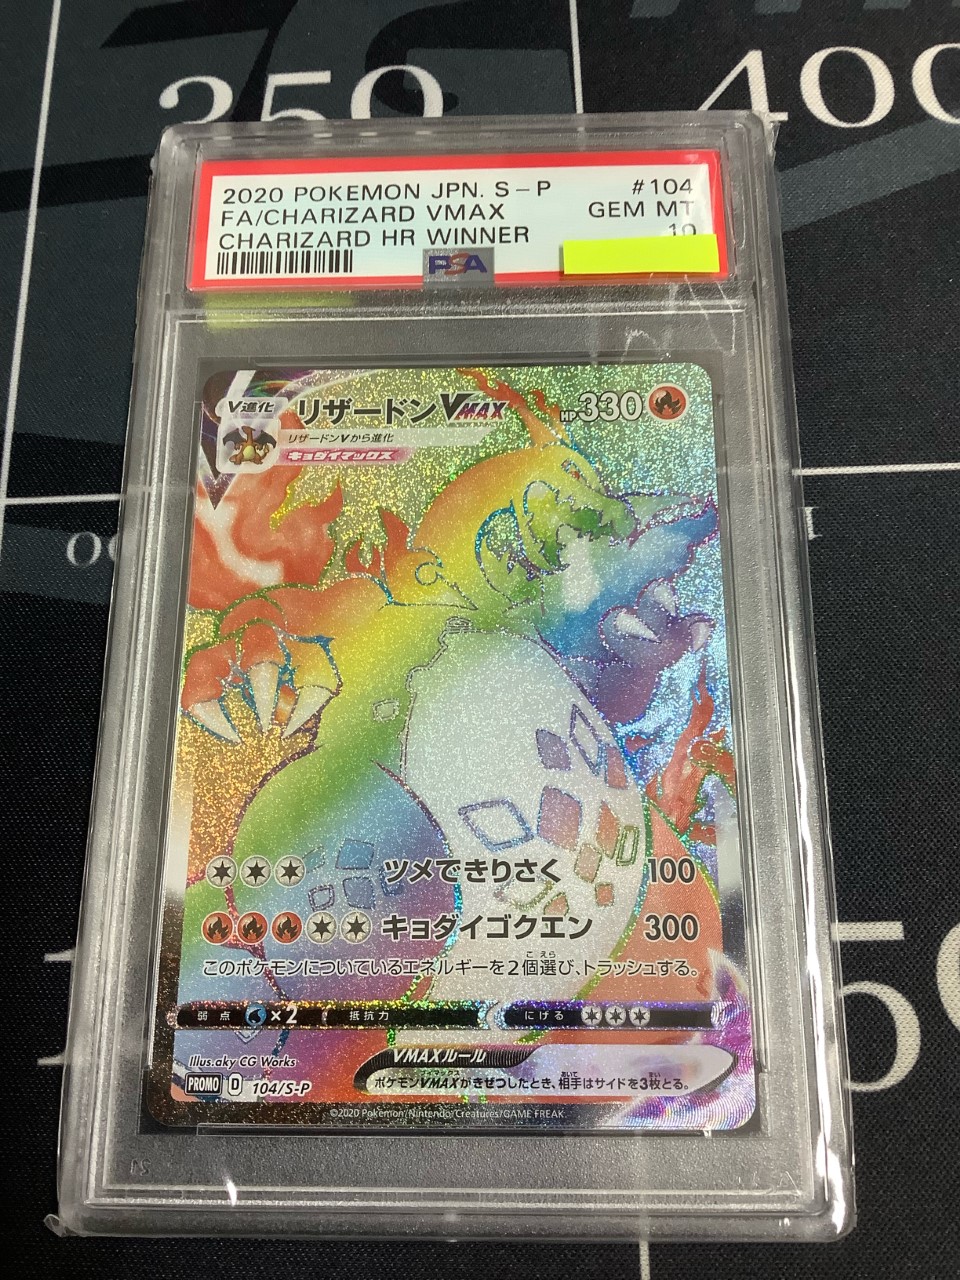 350
400
2020 POKEMON JPN. S-P #104
FA/CHARIZARD VMAX GEM MT
CHARIZARD HR WINNER 10
PSA
V進化
リザードンVMAX HP330
リザードンVから進化
キョダイマックス
ツメできりさく 100
キョダイゴクエン 300
このポケモンについているエネルギーを2個選び、トラッシュする。
弱点 ×2 抵抗力 にげる
Illus.aky CG Works
VMAXルール
PROMO D 104/S-P
ポケモンVMAXがきぜつしたとき、相手はサイドを3枚とる。
©2020 Pokémon/Nintendo/Creatures/GAME FREAK.